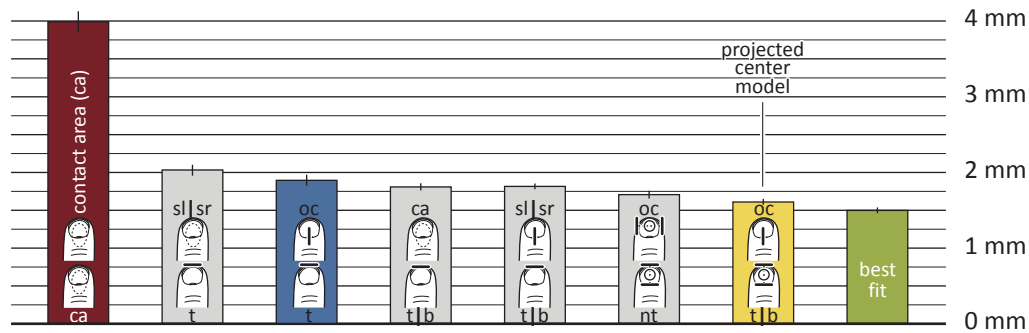 4 mm
projected
center
model
3 mm
2 mm
1 mm
0 mm
contact area (ca)
ca
sl|sr
t
oc
t
ca
t|b
sl|sr
t|b
oc
nt
oc
t|b
best
fit